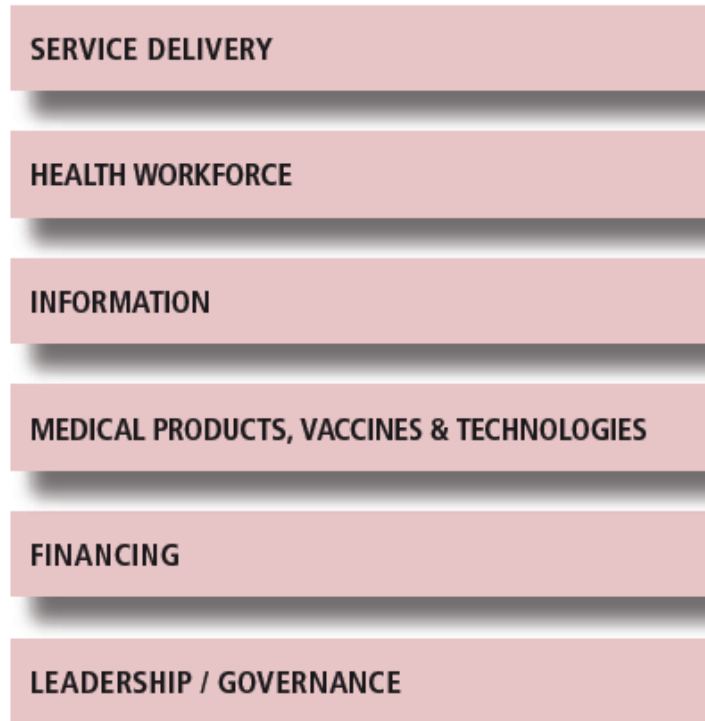 SERVICE DELIVERY
HEALTH WORKFORCE
INFORMATION
MEDICAL PRODUCTS, VACCINES & TECHNOLOGIES
FINANCING
LEADERSHIP / GOVERNANCE